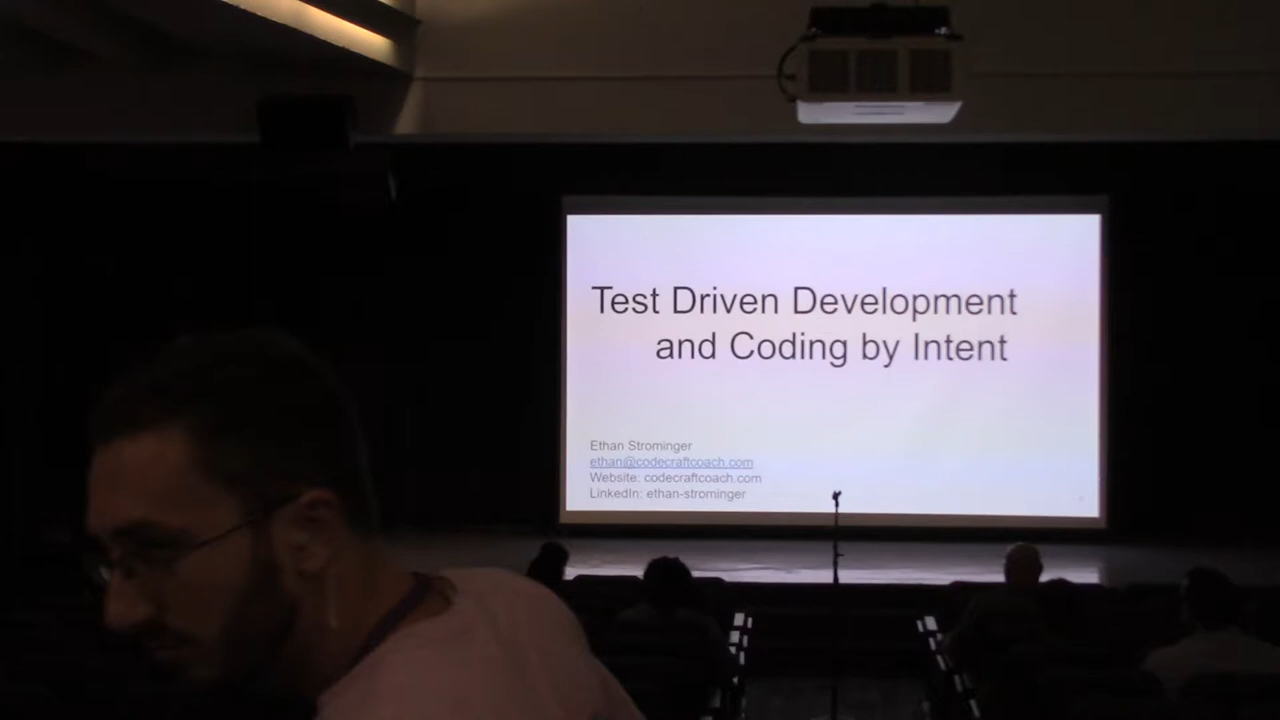 Test Driven Development
and Coding by Intent
Ethan Strominger
ethan@codecraftcoach.com
Website: codecraftcoach.com
LinkedIn: ethan-strominger